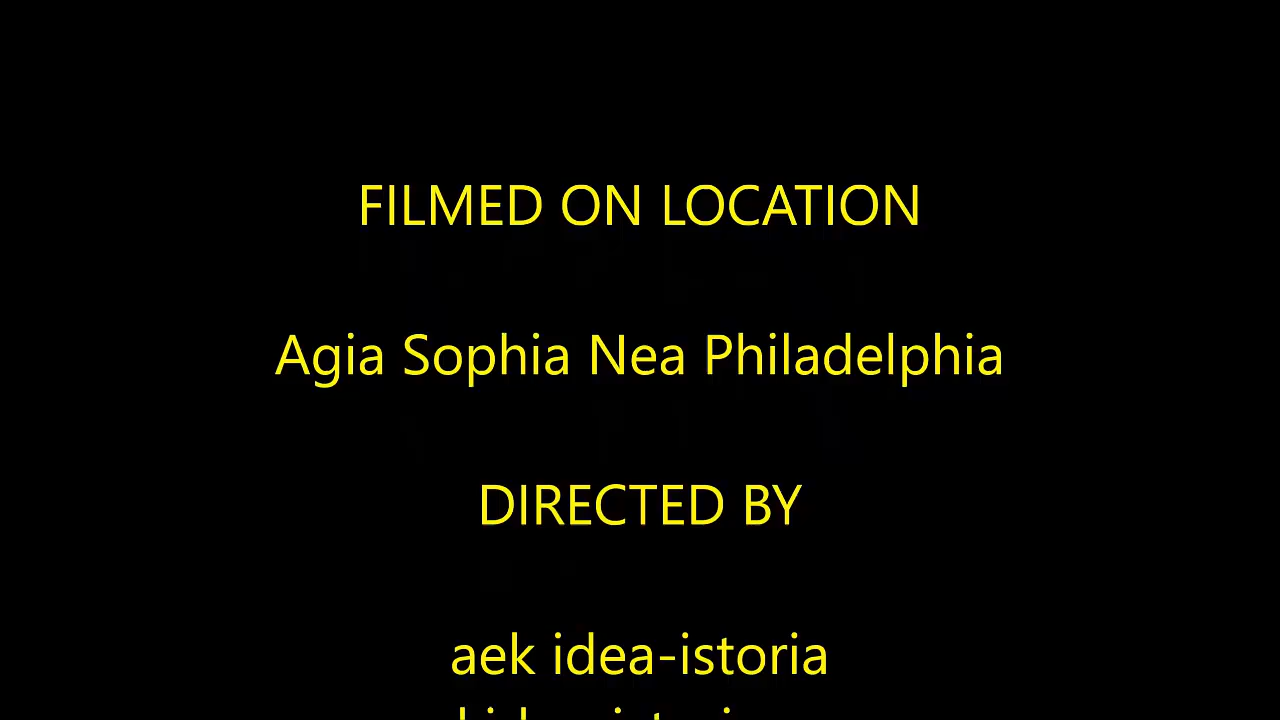 FILMED ON LOCATION
Agia Sophia Nea Philadelphia
DIRECTED BY
aek idea-istoria